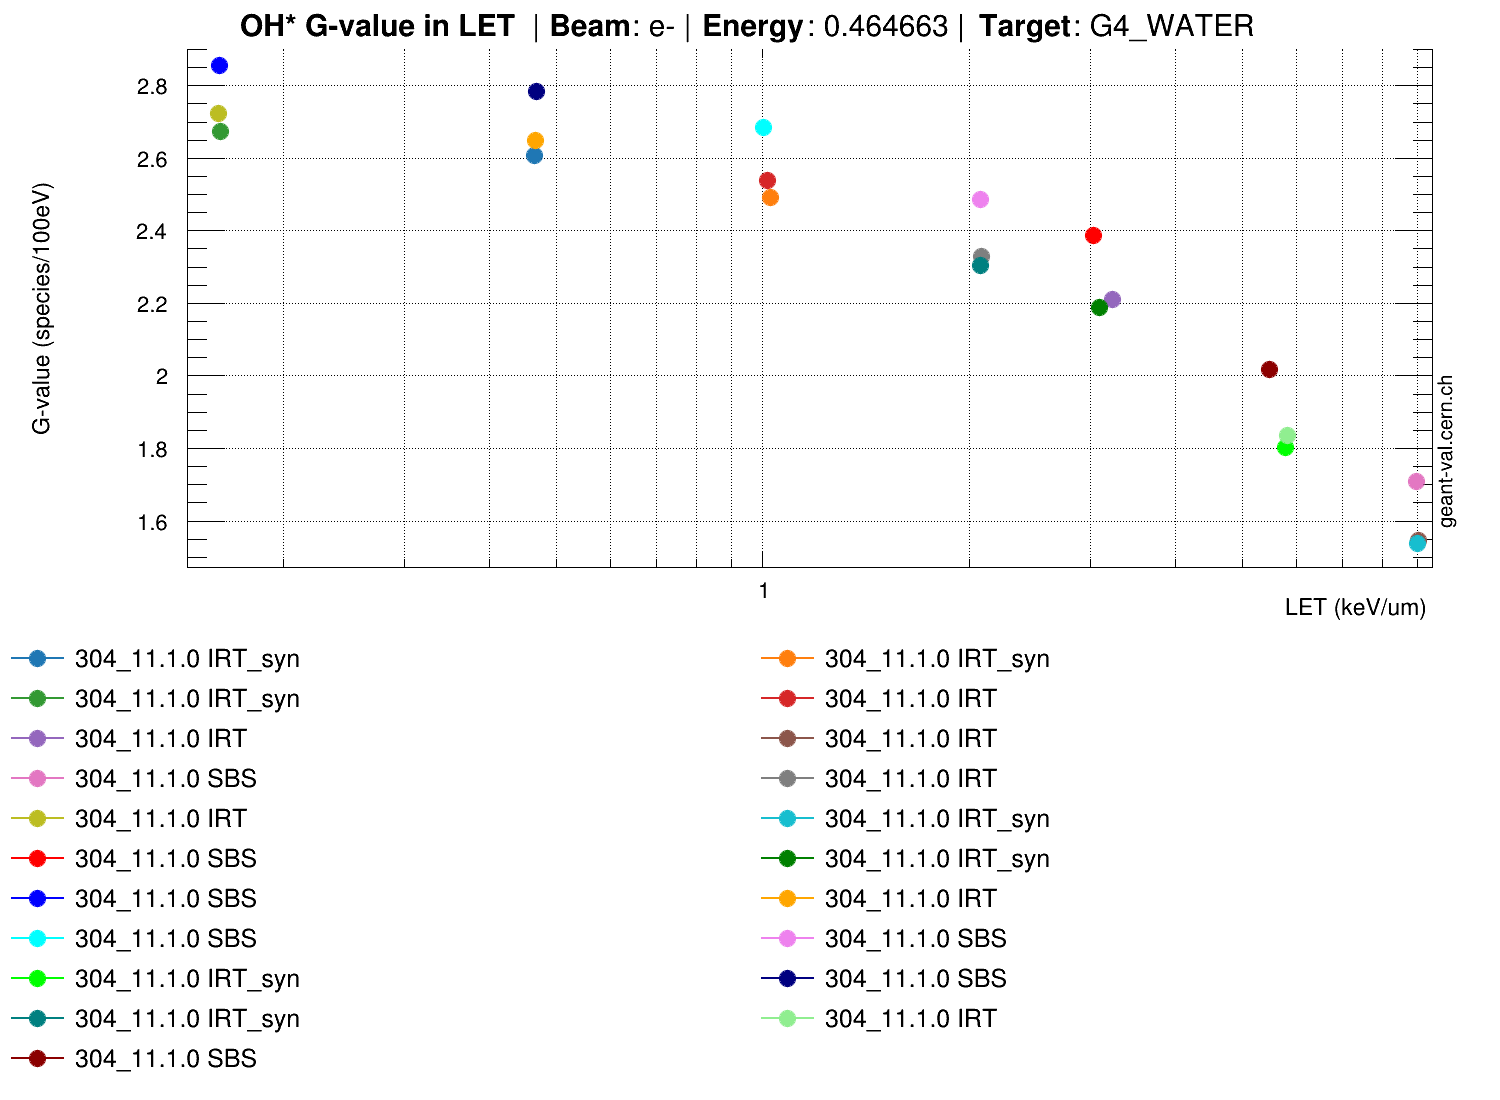 OH* G-value in LET | Beam: e- | Energy: 0.464663 | Target: G4_WATER
2.8
2.6
2.4
2.2
2
1.8
1.6
G-value (species/100eV)
1
LET (keV/um)
geant-val.cern.ch
304_11.1.0 IRT_syn
304_11.1.0 IRT_syn
304_11.1.0 IRT_syn
304_11.1.0 IRT
304_11.1.0 IRT
304_11.1.0 IRT
304_11.1.0 SBS
304_11.1.0 IRT
304_11.1.0 IRT
304_11.1.0 IRT_syn
304_11.1.0 SBS
304_11.1.0 IRT_syn
304_11.1.0 SBS
304_11.1.0 IRT
304_11.1.0 SBS
304_11.1.0 SBS
304_11.1.0 IRT_syn
304_11.1.0 SBS
304_11.1.0 IRT_syn
304_11.1.0 IRT
304_11.1.0 SBS